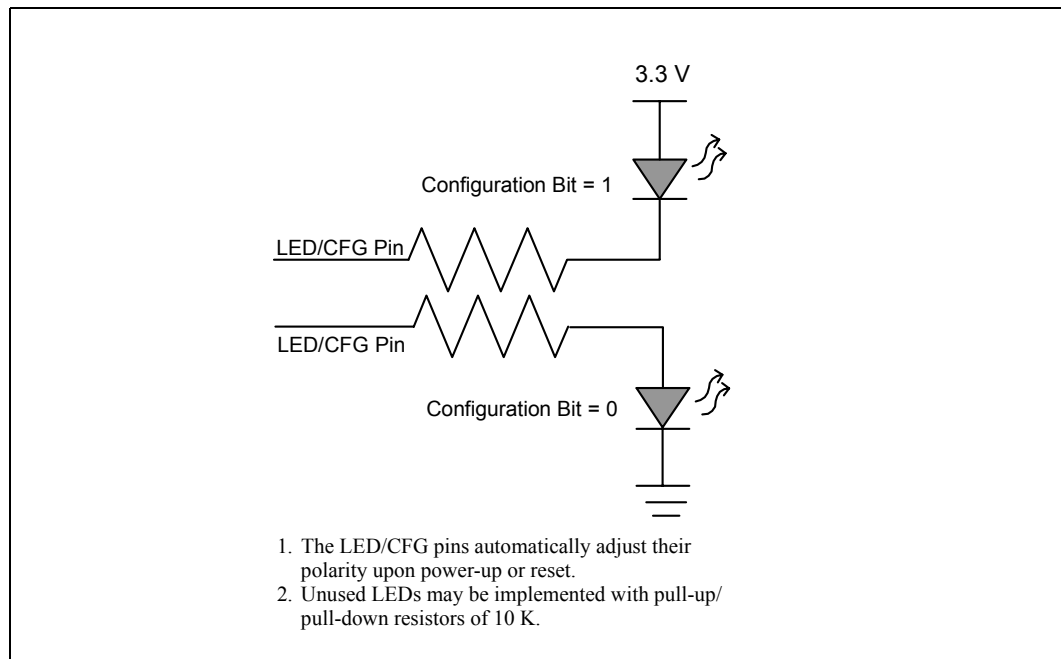 3.3 V
Configuration Bit = 1
LED/CFG Pin
LED/CFG Pin
Configuration Bit = 0
1. The LED/CFG pins automatically adjust their
polarity upon power-up or reset.
2. Unused LEDs may be implemented with pull-up/
pull-down resistors of 10 K.